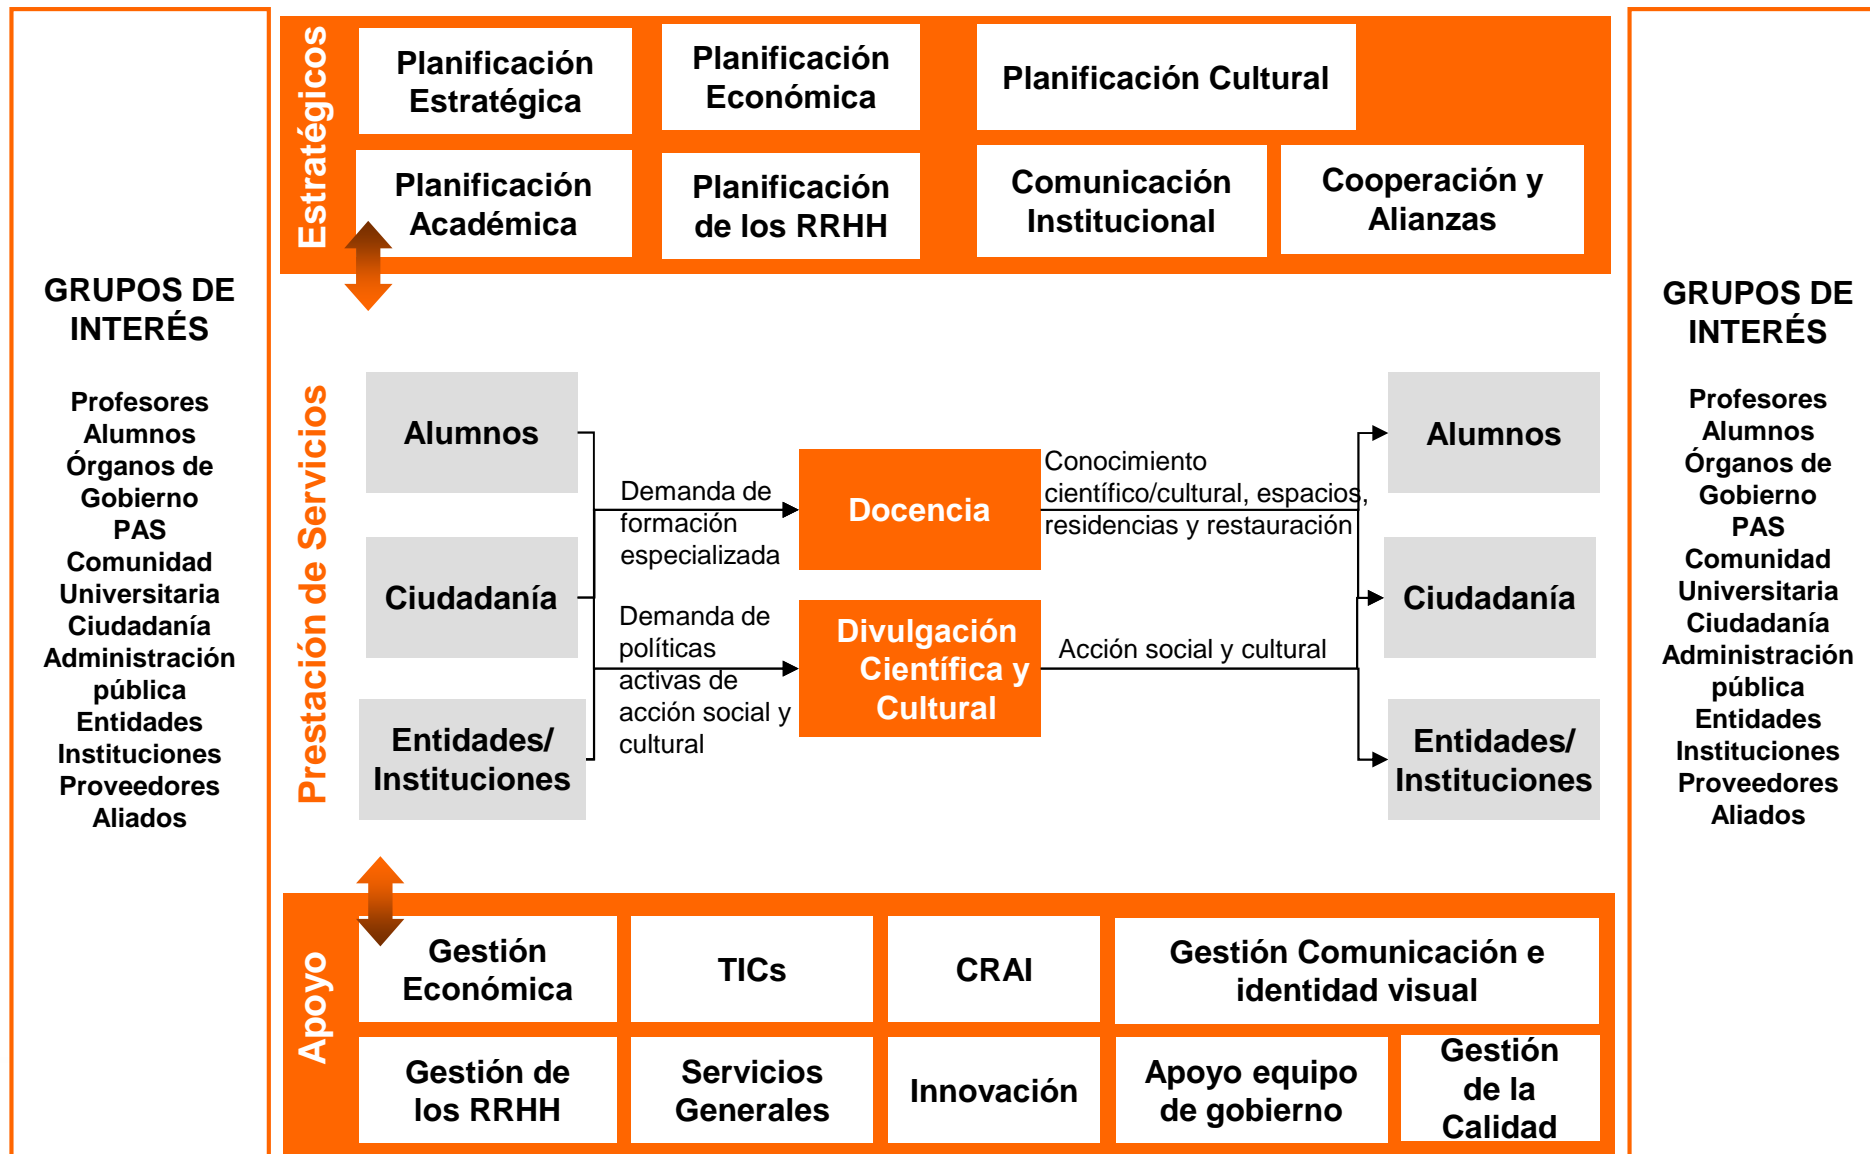 GRUPOS DE
INTERÉS
Profesores
Alumnos
Órganos de
Gobierno
PAS
Comunidad
Universitaria
Ciudadanía
Administración
pública
Entidades
Instituciones
Proveedores
Aliados
Estratégicos
Planificación
Estratégica
Planificación
Económica
Planificación Cultural
Planificación
Académica
Planificación
de los RRHH
Comunicación
Institucional
Cooperación y
Alianzas
Prestación de Servicios
Alumnos
Ciudadanía
Entidades/
Instituciones
Demanda de
formación
especializada
Demanda de
políticas
activas de
acción social y
cultural
Docencia
Divulgación
Científica y
Cultural
Conocimiento
científico/cultural, espacios,
residencias y restauración
Acción social y cultural
Alumnos
Ciudadanía
Entidades/
Instituciones
Apoyo
Gestión
Económica
TICs
CRAI
Gestión Comunicación e
identidad visual
Gestión de
los RRHH
Servicios
Generales
Innovación
Apoyo equipo
de gobierno
Gestión
de la
Calidad
GRUPOS DE
INTERÉS
Profesores
Alumnos
Órganos de
Gobierno
PAS
Comunidad
Universitaria
Ciudadanía
Administración
pública
Entidades
Instituciones
Proveedores
Aliados